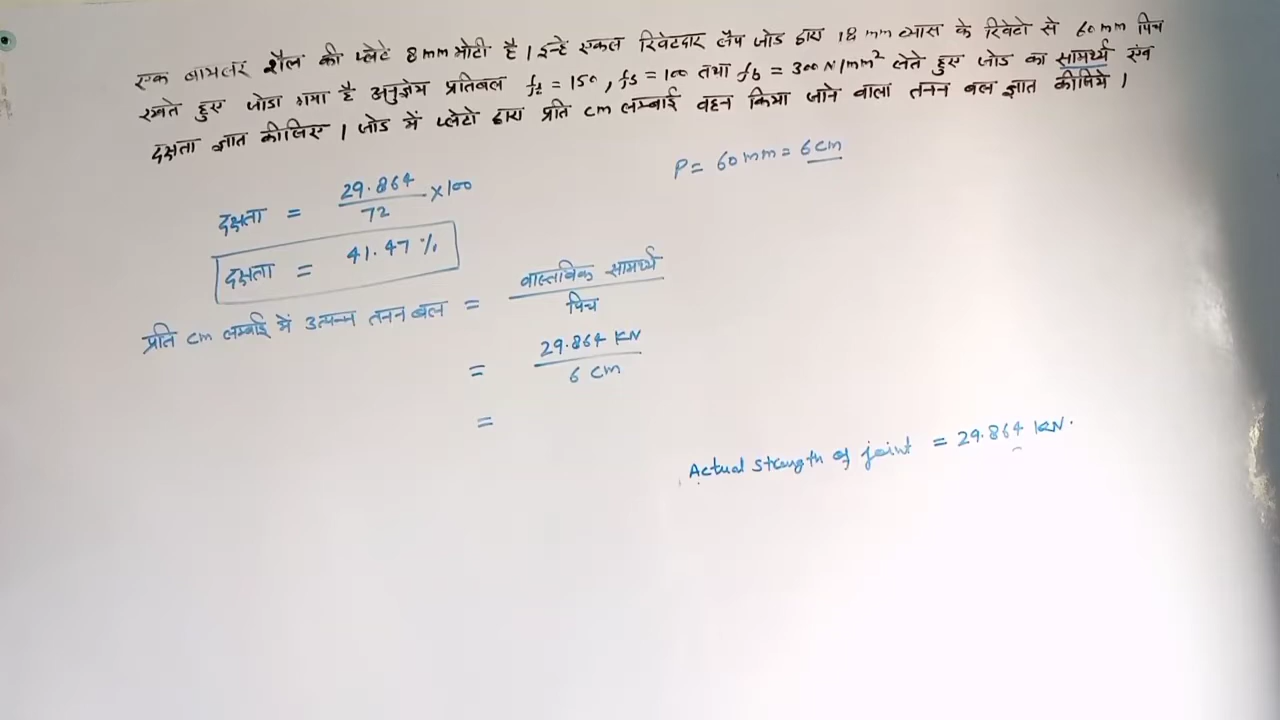 एक बायलर शैल की प्लेटें 8 mm मोटी है। इन्हें एकल रिवेटदार लैप जोड द्वारा 18 mm व्यास के रिवेटो से 60 mm पिच
रखते हुए जोडा गया है अनुज्ञेय प्रतिबल ft = 150, fs = 100 तथा fb = 300 N/mm² लेते हुए जोड का सामर्थ्य एंव
दक्षता ज्ञात कीजिए। जोड में प्लेटो द्वारा प्रति cm लम्बाई वहन किया जाने वाला तनन बल ज्ञात कीजिये।
P = 60 mm = 6 cm
दक्षता = 29.864 / 72 × 100
दक्षता = 41.47 %
प्रति cm लम्बाई में उत्पन्न तनन बल = वास्तविक सामर्थ्य / पिच
= 29.864 KN / 6 cm
=
Actual strength of joint = 29.864 KN.